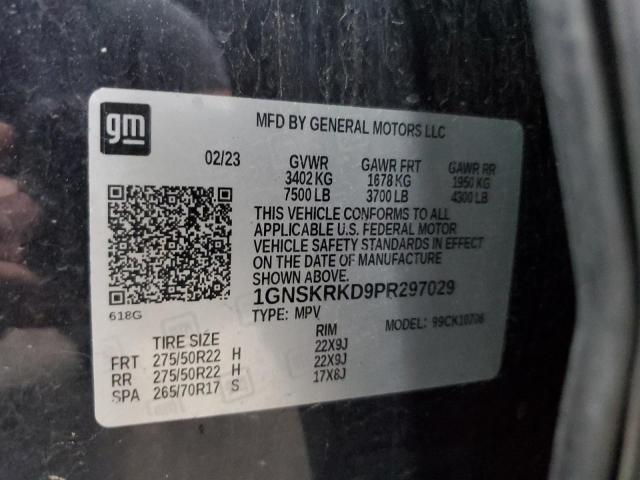 gm
MFD BY GENERAL MOTORS LLC
02/23 GVWR GAWR FRT GAWR RR
3402 KG 1678 KG 1950 KG
7500 LB 3700 LB 4300 LB
THIS VEHICLE CONFORMS TO ALL
APPLICABLE U.S. FEDERAL MOTOR
VEHICLE SAFETY STANDARDS IN EFFECT
ON THE DATE OF MANUFACTURE
SHOWN ABOVE.
1GNSKRKD9PR297029
618G
TYPE: MPV MODEL: 99CK10706
TIRE SIZE RIM
FRT 275/50R22 H 22X9J
RR 275/50R22 H 22X9J
SPA 265/70R17 S 17X8J